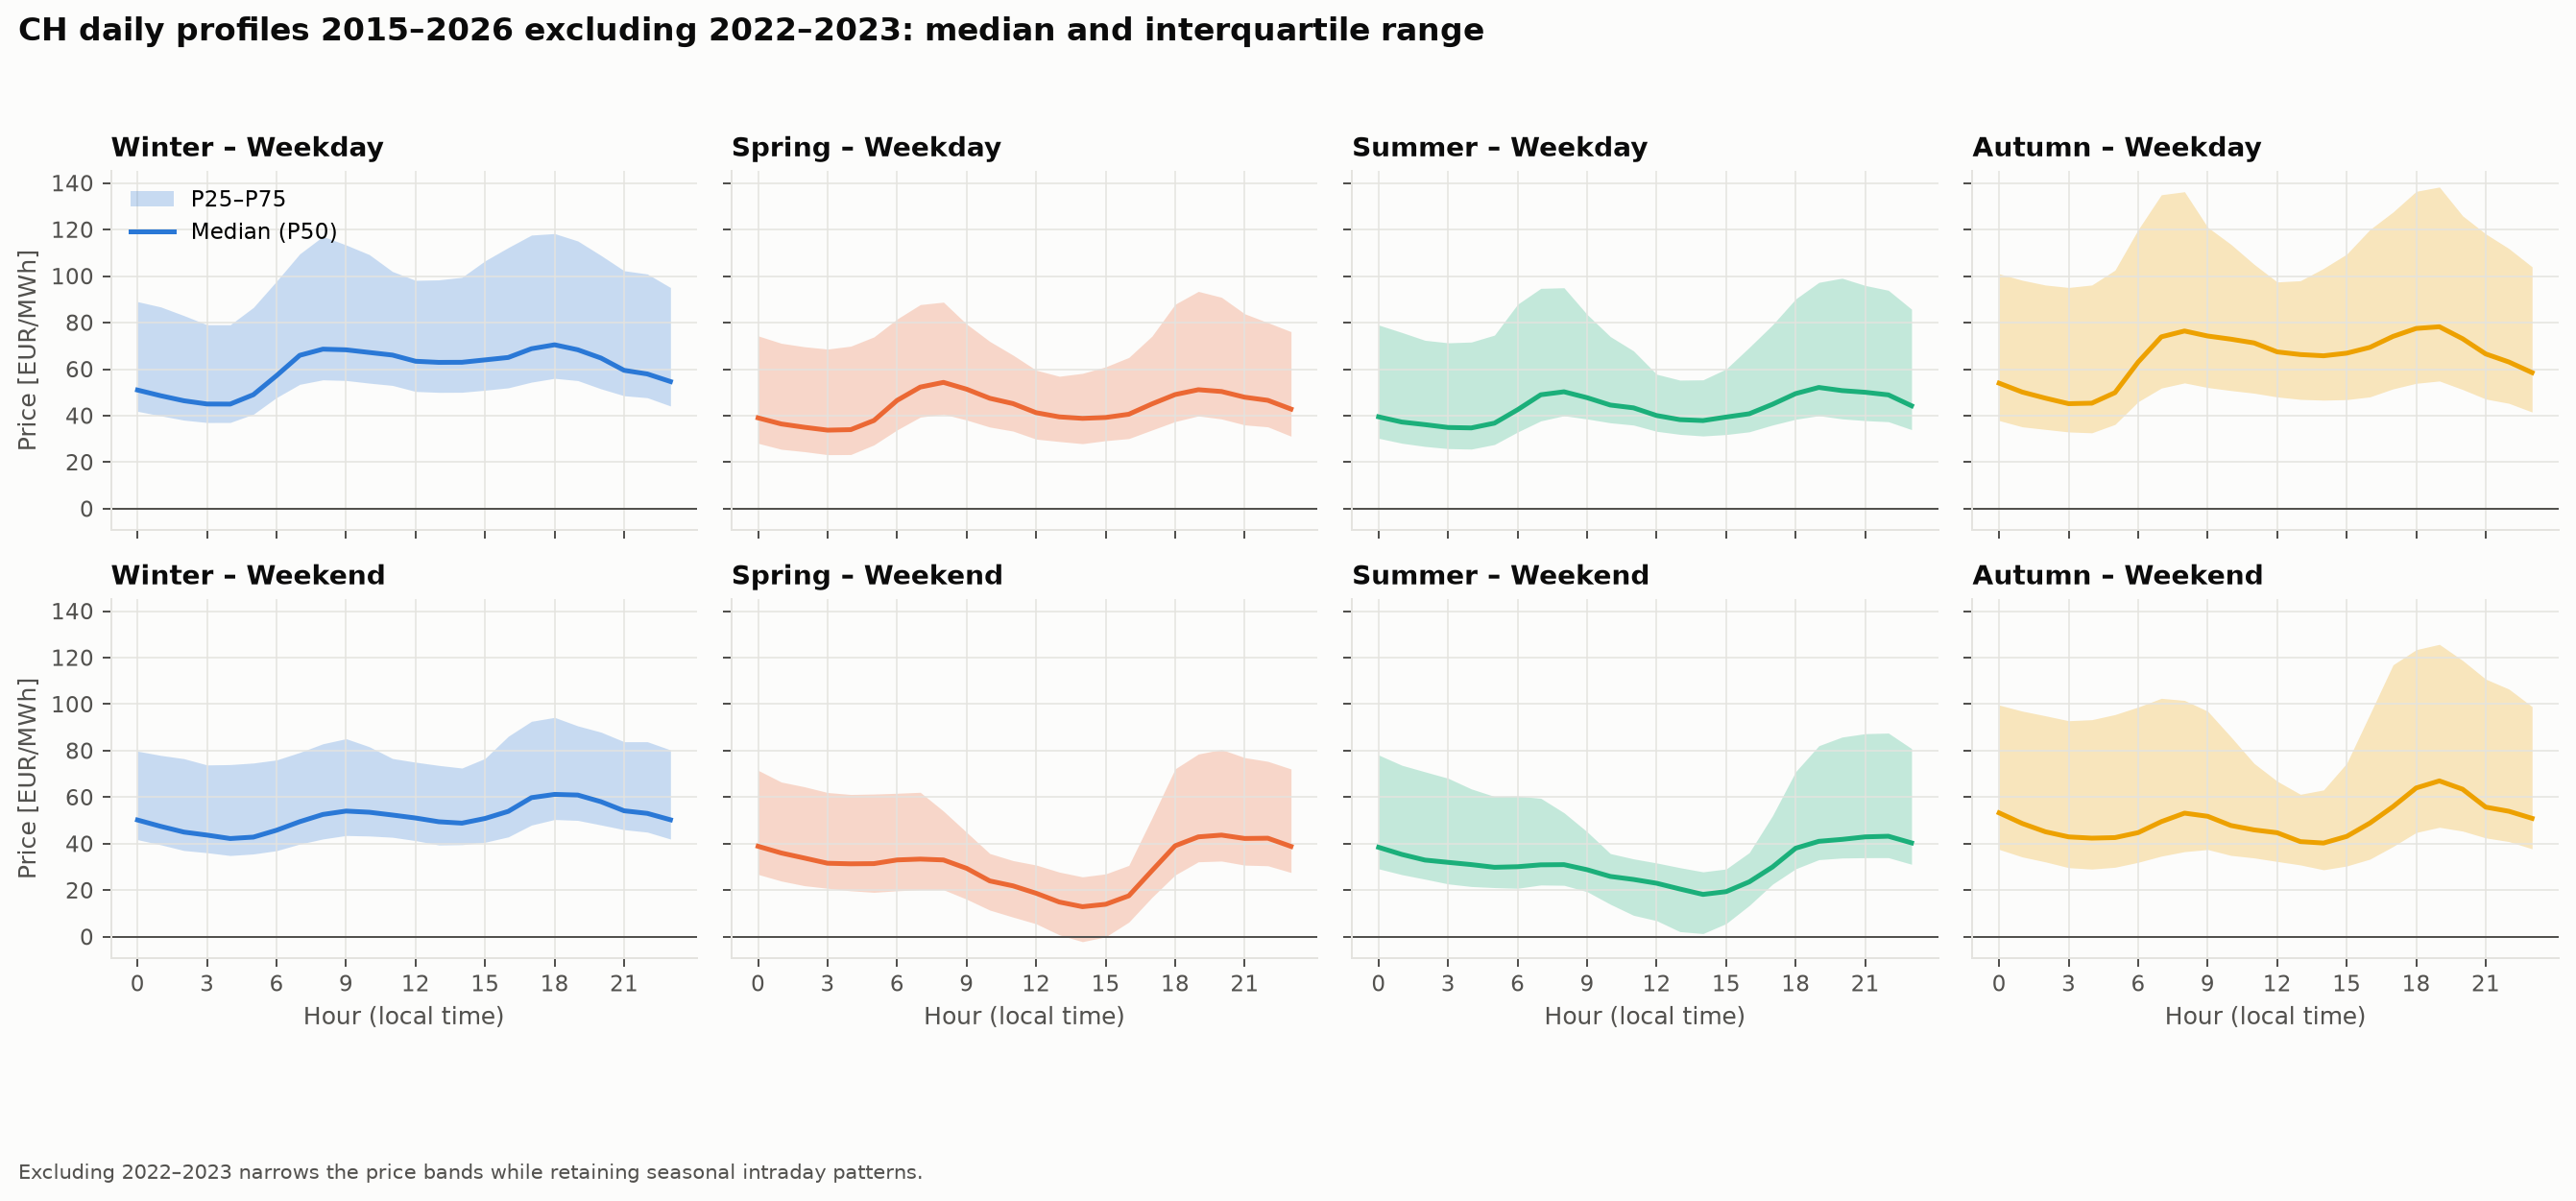 CH daily profiles 2015–2026 excluding 2022–2023: median and interquartile range
Winter – Weekday
Spring – Weekday
Summer – Weekday
Autumn – Weekday
Price [EUR/MWh]
140
120
100
80
60
40
20
0
P25–P75
Median (P50)
Winter – Weekend
Spring – Weekend
Summer – Weekend
Autumn – Weekend
Price [EUR/MWh]
140
120
100
80
60
40
20
0
0 3 6 9 12 15 18 21
0 3 6 9 12 15 18 21
0 3 6 9 12 15 18 21
0 3 6 9 12 15 18 21
Hour (local time)
Hour (local time)
Hour (local time)
Hour (local time)
Excluding 2022–2023 narrows the price bands while retaining seasonal intraday patterns.